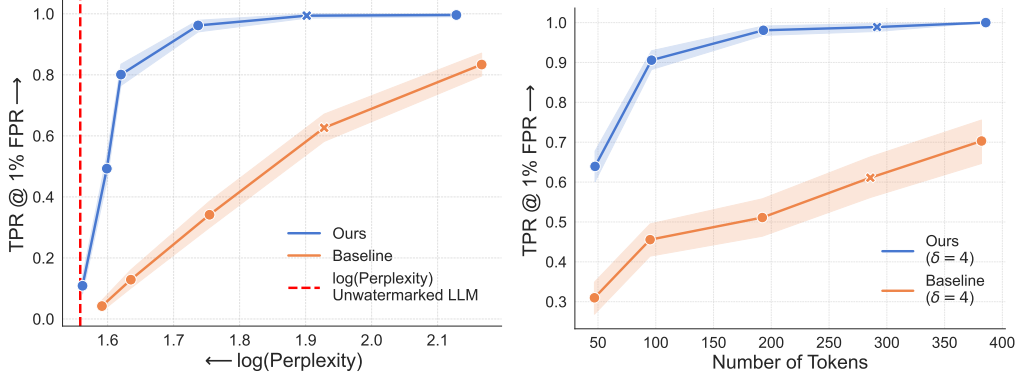 1.0
0.8
0.6
0.4
0.2
0.0
TPR @ 1% FPR ⟶
1.6 1.7 1.8 1.9 2.0 2.1
⟵ log(Perplexity)
Ours
Baseline
log(Perplexity)
Unwatermarked LLM
1.0
0.9
0.8
0.7
0.6
0.5
0.4
0.3
TPR @ 1% FPR ⟶
50 100 150 200 250 300 350 400
Number of Tokens
Ours
(δ = 4)
Baseline
(δ = 4)